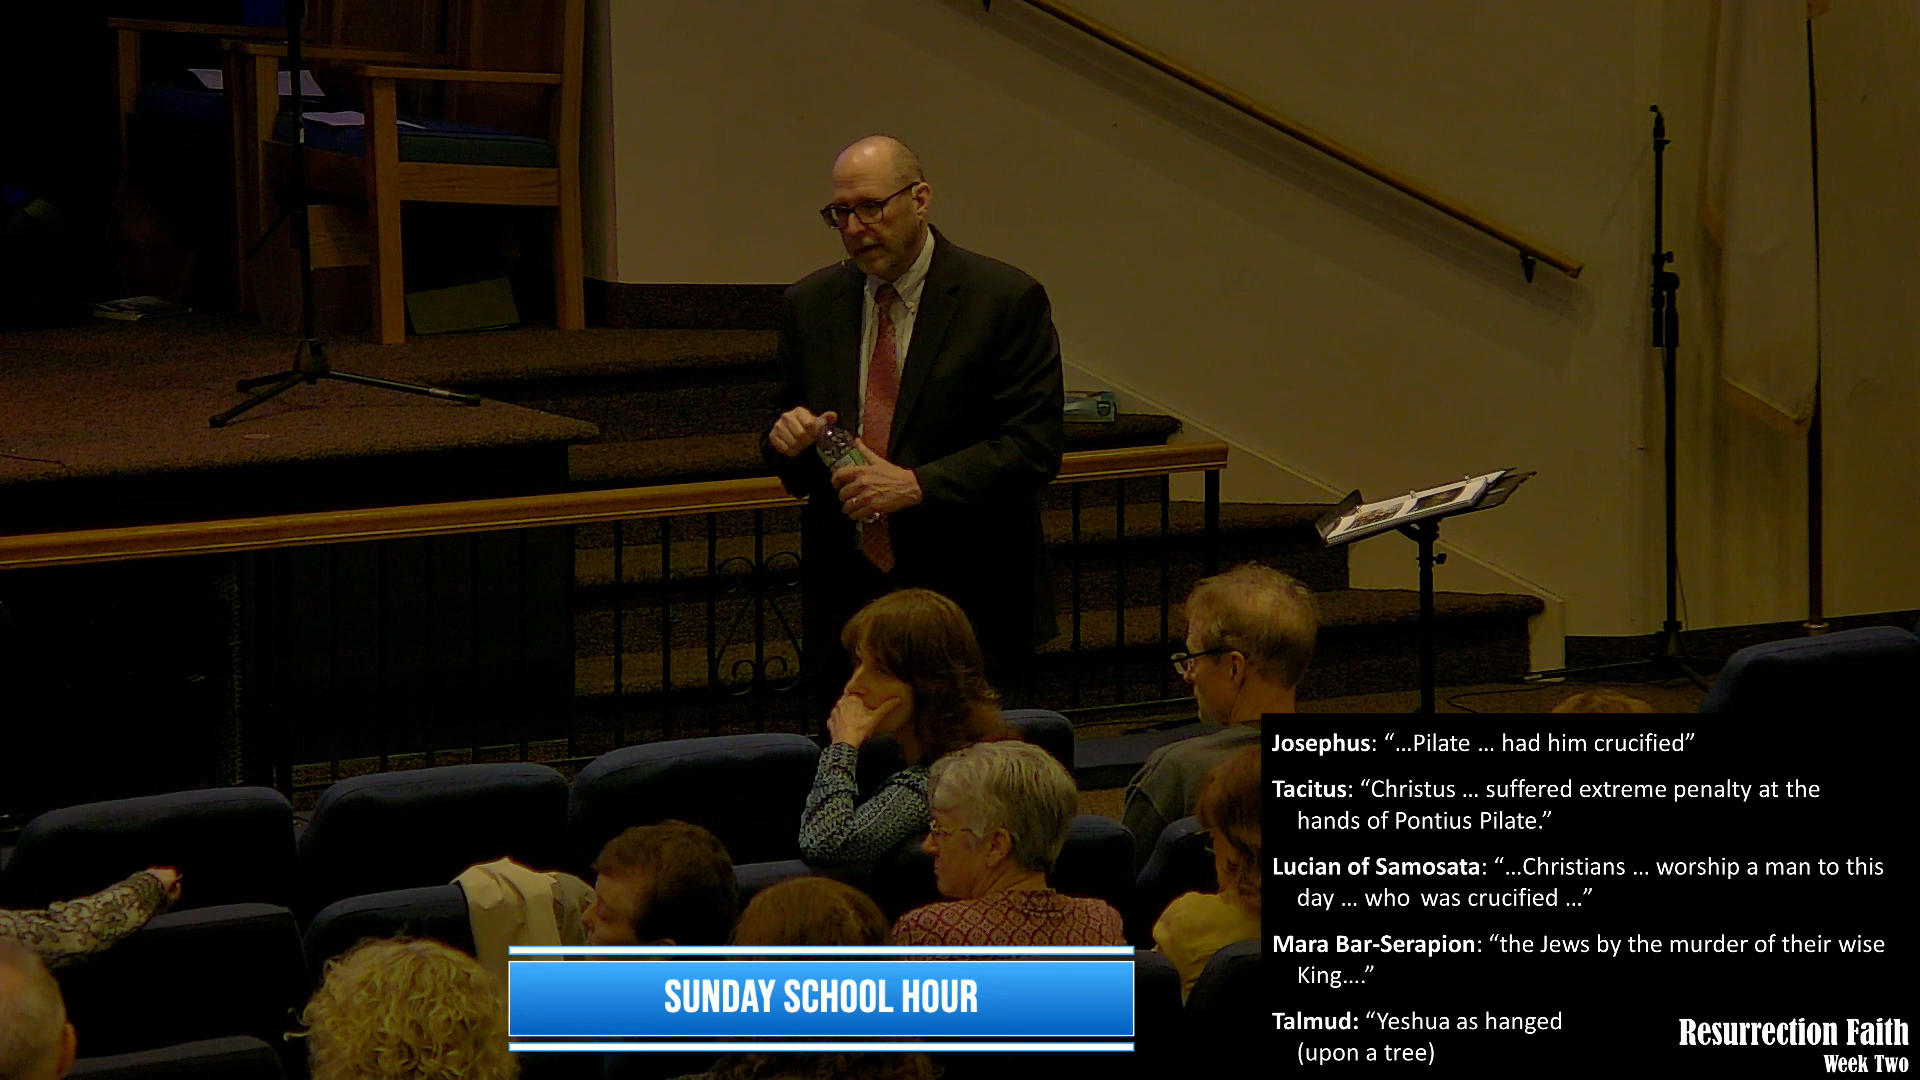 Josephus: “...Pilate ... had him crucified”
Tacitus: “Christus ... suffered extreme penalty at the
hands of Pontius Pilate.”
Lucian of Samosata: “...Christians ... worship a man to this
day ... who was crucified ...”
Mara Bar-Serapion: “the Jews by the murder of their wise
King....”
Talmud: “Yeshua as hanged
(upon a tree)
SUNDAY SCHOOL HOUR
Resurrection Faith
Week Two